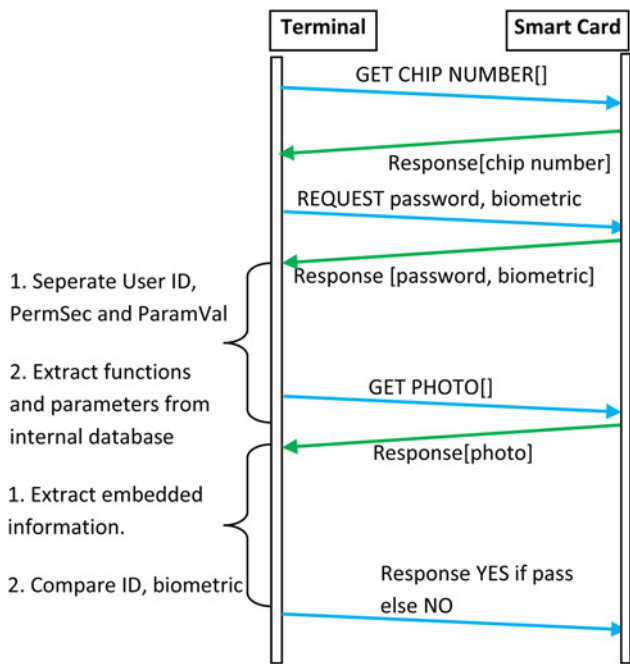 Terminal
Smart Card
GET CHIP NUMBER[]
Response[chip number]
REQUEST password, biometric
Response [password, biometric]
1. Seperate User ID,
PermSec and ParamVal
2. Extract functions
and parameters from
internal database
GET PHOTO[]
Response[photo]
1. Extract embedded
information.
2. Compare ID, biometric
Response YES if pass
else NO